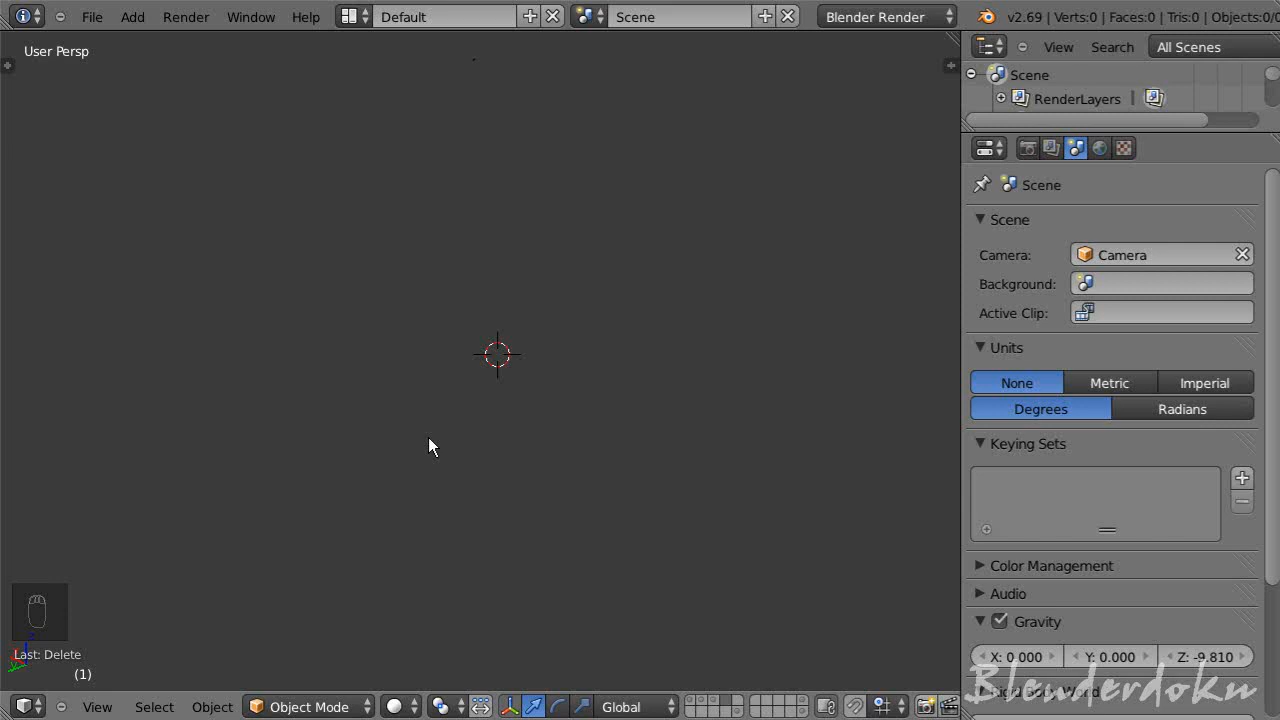 File Add Render Window Help Default Scene Blender Render v2.69 | Verts:0 | Faces:0 | Tris:0 | Objects:0/0
User Persp
View Search All Scenes
Scene
RenderLayers
Scene
Scene
Camera: Camera
Background:
Active Clip:
Units
None Metric Imperial
Degrees Radians
Keying Sets
Color Management
Audio
Gravity
X: 0.000 Y: 0.000 Z: -9.810
Rigid Body World
Blenderdoku
Last: Delete
(1)
View Select Object Object Mode Global